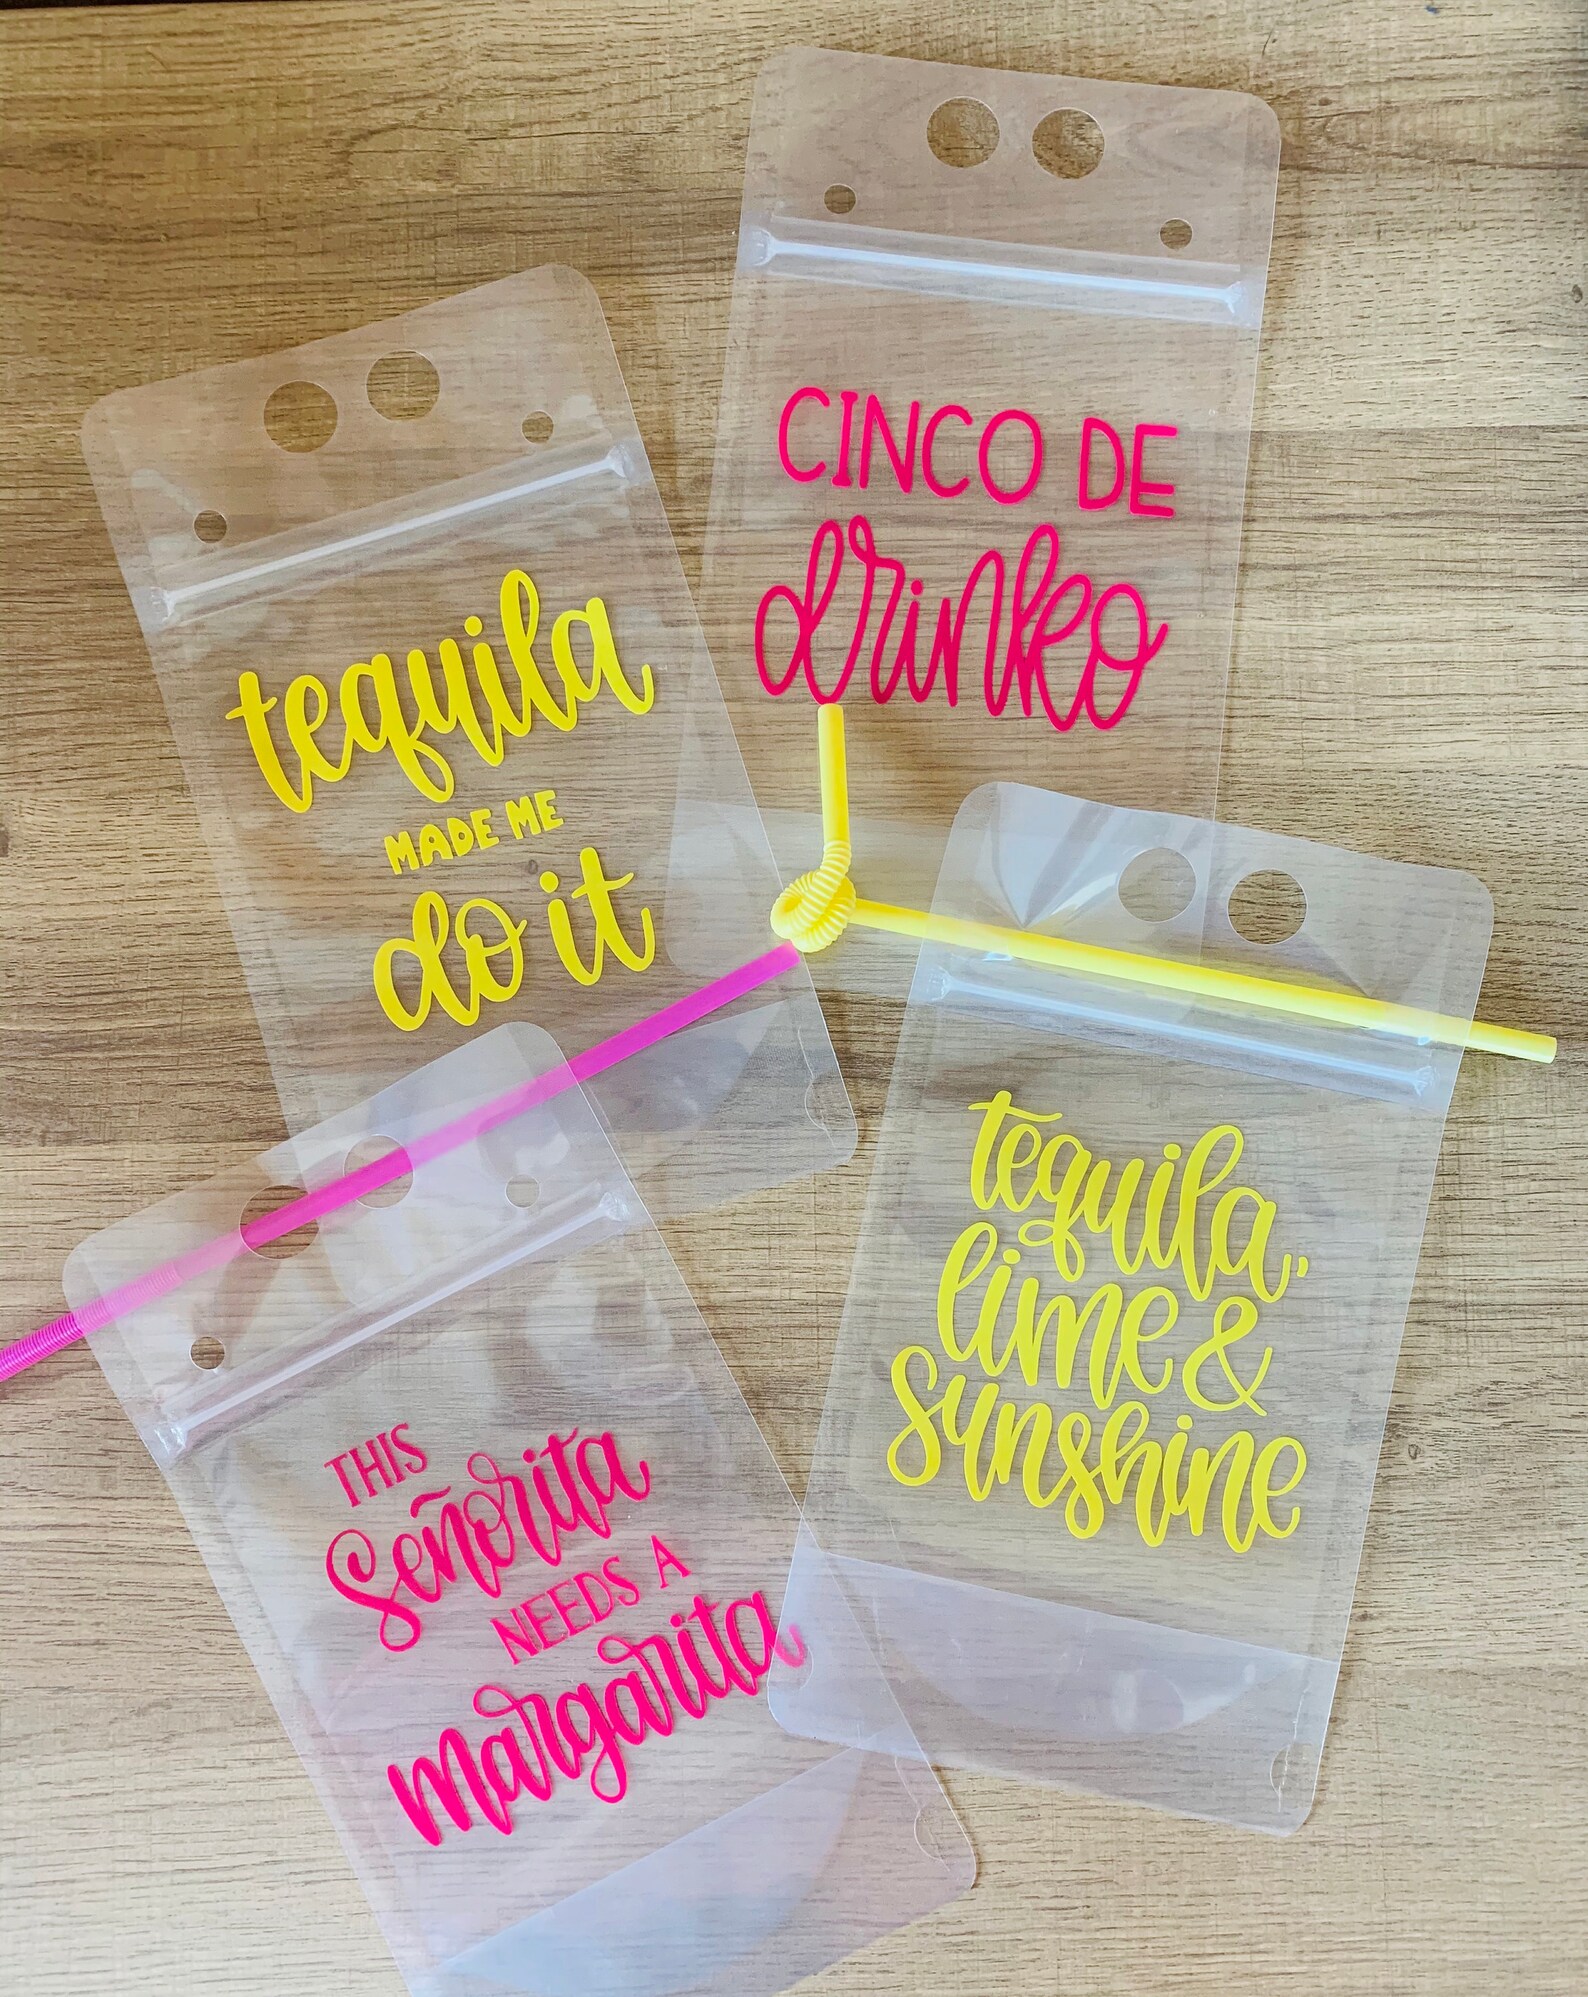 CINCO DE
drinko
tequila
MADE ME
do it
tequila,
lime &
sunshine
THIS
Señorita
NEEDS A
margarita